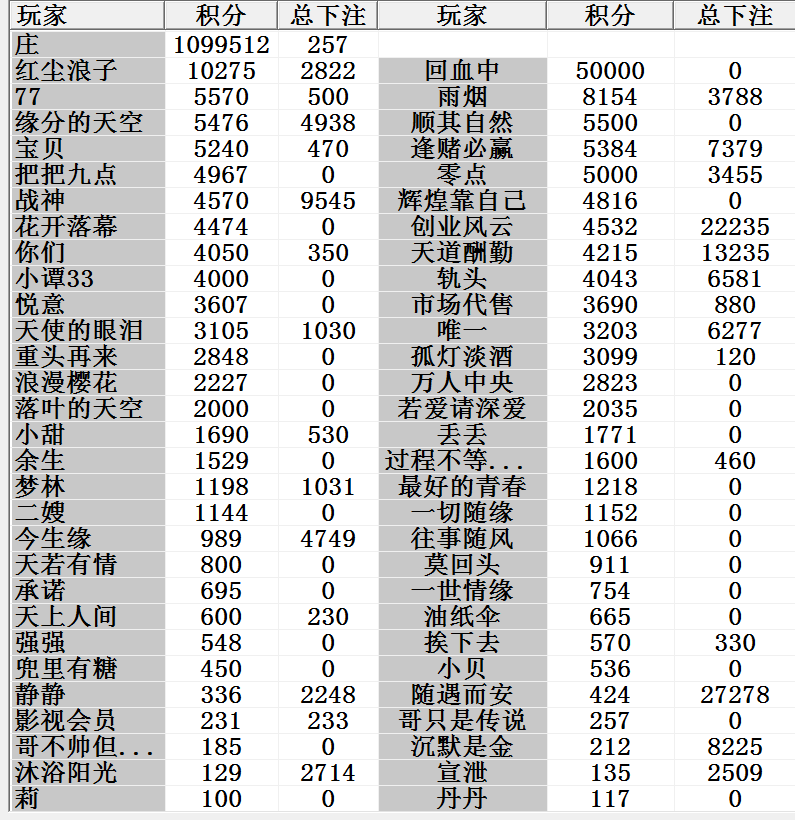 玩家 积分 总下注 玩家 积分 总下注
庄 1099512 257
红尘浪子 10275 2822 回血中 50000 0
77 5570 500 雨烟 8154 3788
缘分的天空 5476 4938 顺其自然 5500 0
宝贝 5240 470 逢赌必赢 5384 7379
把把九点 4967 0 零点 5000 3455
战神 4570 9545 辉煌靠自己 4816 0
花开落幕 4474 0 创业风云 4532 22235
你们 4050 350 天道酬勤 4215 13235
小谭33 4000 0 轨头 4043 6581
悦意 3607 0 市场代售 3690 880
天使的眼泪 3105 1030 唯一 3203 6277
重头再来 2848 0 孤灯淡酒 3099 120
浪漫樱花 2227 0 万人中央 2823 0
落叶的天空 2000 0 若爱请深爱 2035 0
小甜 1690 530 丢丢 1771 0
余生 1529 0 过程不等... 1600 460
梦林 1198 1031 最好的青春 1218 0
二嫂 1144 0 一切随缘 1152 0
今生缘 989 4749 往事随风 1066 0
天若有情 800 0 莫回头 911 0
承诺 695 0 一世情缘 754 0
天上人间 600 230 油纸伞 665 0
强强 548 0 挨下去 570 330
兜里有糖 450 0 小贝 536 0
静静 336 2248 随遇而安 424 27278
影视会员 231 233 哥只是传说 257 0
哥不帅但... 185 0 沉默是金 212 8225
沐浴阳光 129 2714 宣泄 135 2509
莉 100 0 丹丹 117 0